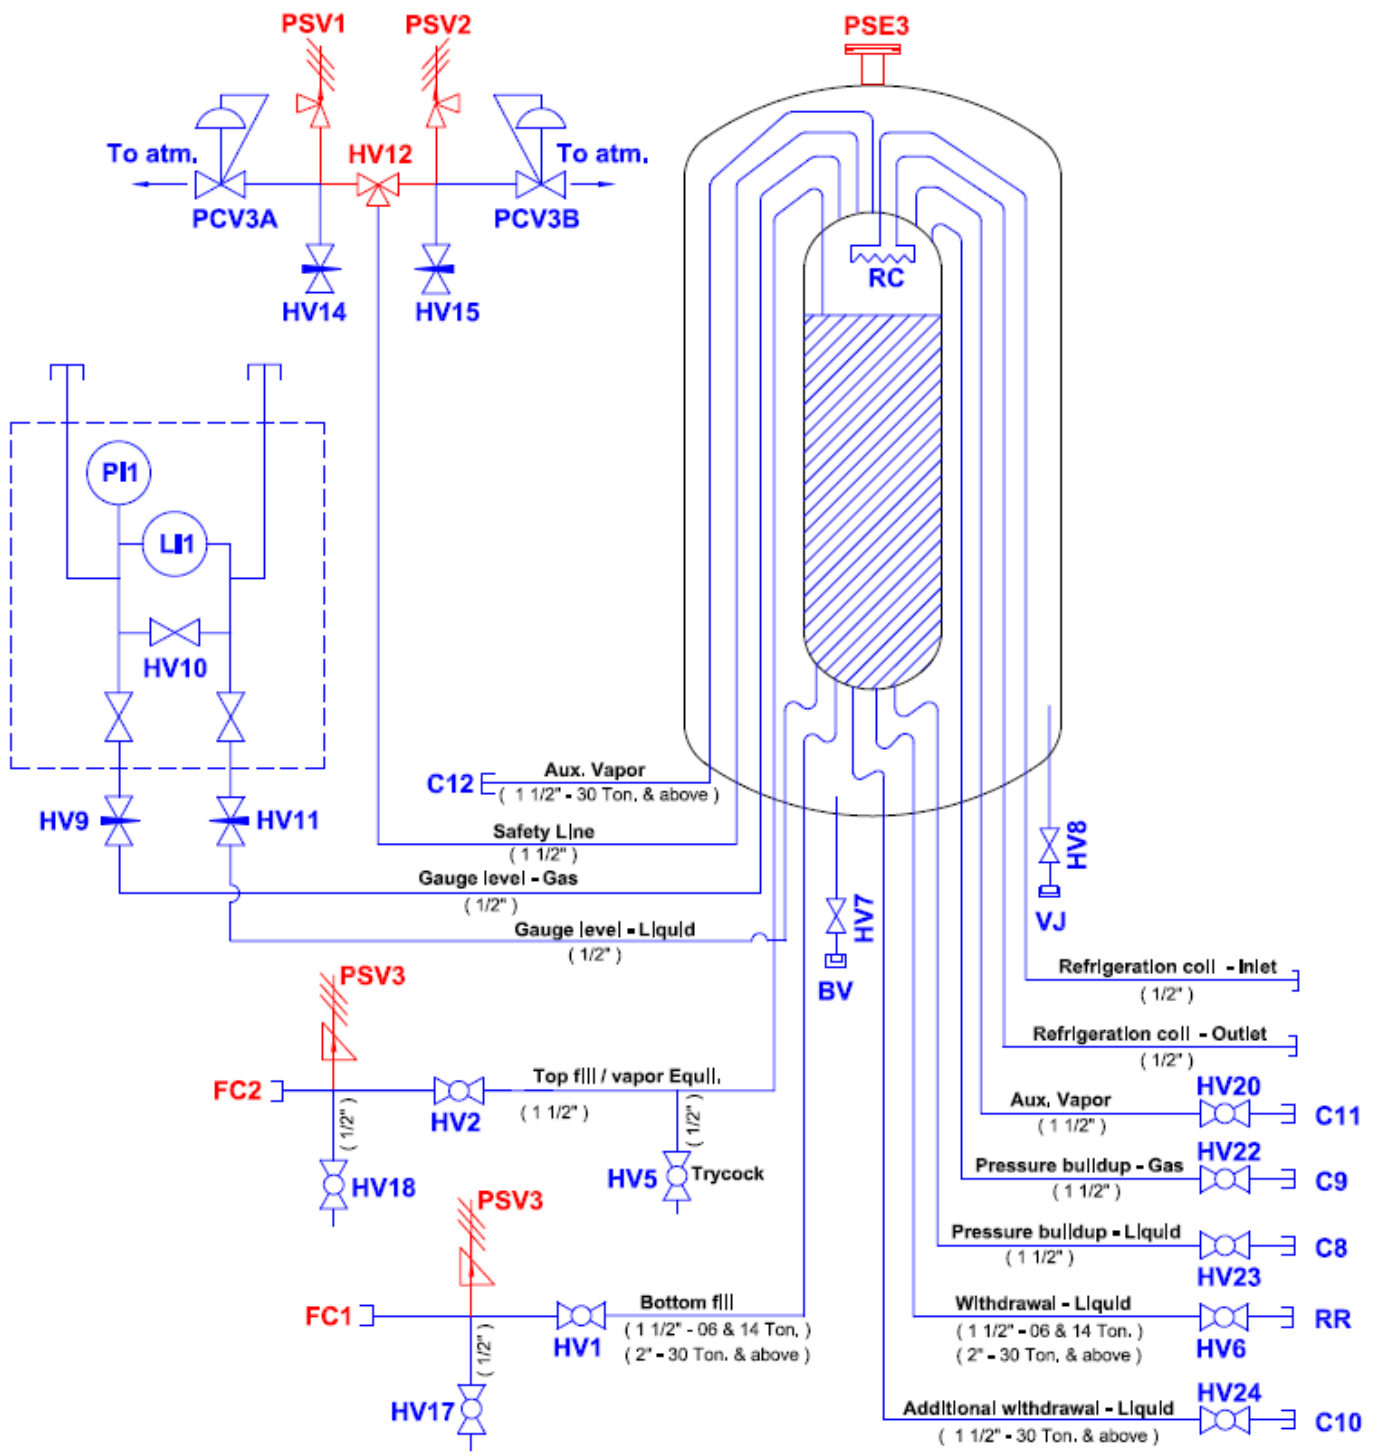 PSV1
PSV2
PSE3
To atm.
HV12
To atm.
PCV3A
PCV3B
HV14
HV15
RC
PI1
LI1
HV10
HV9
HV11
C12
Aux. Vapor
( 1 1/2" - 30 Ton. & above )
Safety Line
( 1 1/2" )
Gauge level - Gas
( 1/2" )
Gauge level - Liquid
( 1/2" )
HV7
BV
HV8
VJ
Refrigeration coil - Inlet
( 1/2" )
Refrigeration coil - Outlet
( 1/2" )
PSV3
FC2
HV2
Top fill / vapor Equil.
( 1 1/2" )
( 1/2" )
( 1/2" )
HV18
HV5
Trycock
Aux. Vapor
( 1 1/2" )
HV20
C11
Pressure buildup - Gas
( 1 1/2" )
HV22
C9
Pressure buildup - Liquid
( 1 1/2" )
HV23
C8
PSV3
FC1
HV1
Bottom fill
( 1 1/2" - 06 & 14 Ton. )
( 2" - 30 Ton. & above )
( 1/2" )
HV17
Withdrawal - Liquid
( 1 1/2" - 06 & 14 Ton. )
( 2" - 30 Ton. & above )
HV6
RR
Additional withdrawal - Liquid
( 1 1/2" - 30 Ton. & above )
HV24
C10